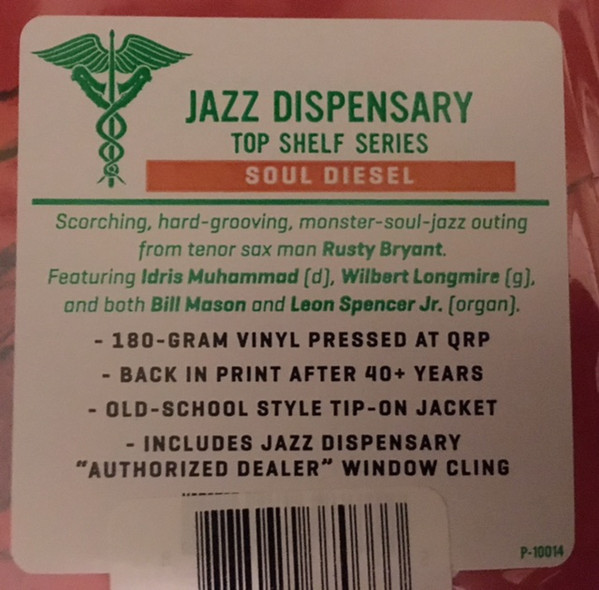 JAZZ DISPENSARY
TOP SHELF SERIES
SOUL DIESEL
Scorching, hard-grooving, monster-soul-jazz outing
from tenor sax man Rusty Bryant.
Featuring Idris Muhammad (d), Wilbert Longmire (g),
and both Bill Mason and Leon Spencer Jr. (organ).
- 180-GRAM VINYL PRESSED AT QRP
- BACK IN PRINT AFTER 40+ YEARS
- OLD-SCHOOL STYLE TIP-ON JACKET
- INCLUDES JAZZ DISPENSARY
"AUTHORIZED DEALER" WINDOW CLING
P-10014